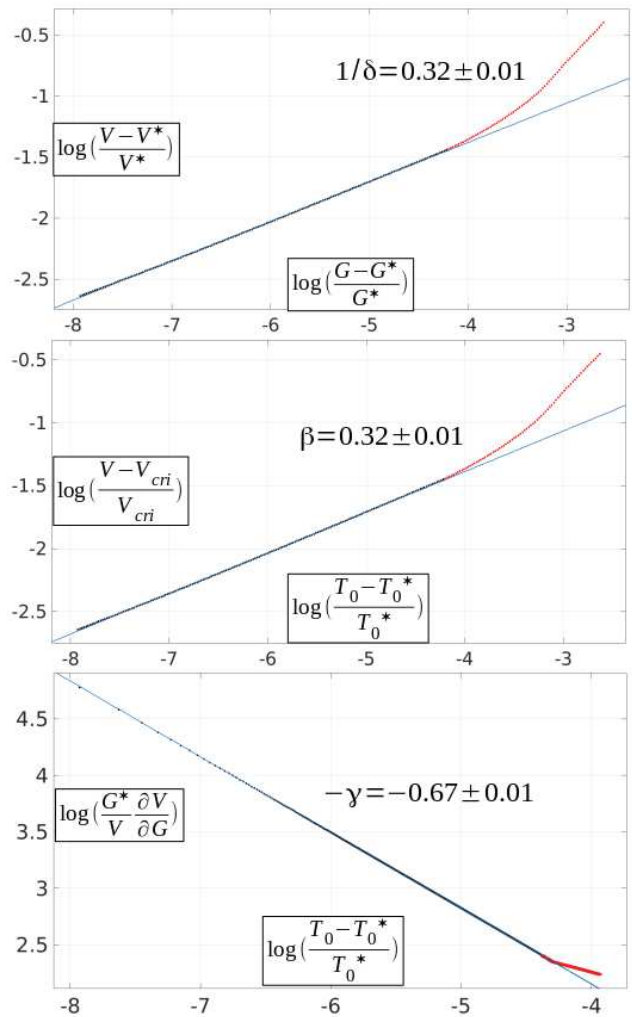 -0.5
1/δ=0.32±0.01
-1
log(V−V*/V*)
-1.5
-2
log(G−G*/G*)
-2.5
-8 -7 -6 -5 -4 -3
-0.5
-1
β=0.32±0.01
log(V−V_cri/V_cri)
-1.5
-2
log(T_0−T_0*/T_0*)
-2.5
-8 -7 -6 -5 -4 -3
4.5
4
−γ=−0.67±0.01
log(G*/V ∂V/∂G)
3.5
3
log(T_0−T_0*/T_0*)
2.5
-8 -7 -6 -5 -4